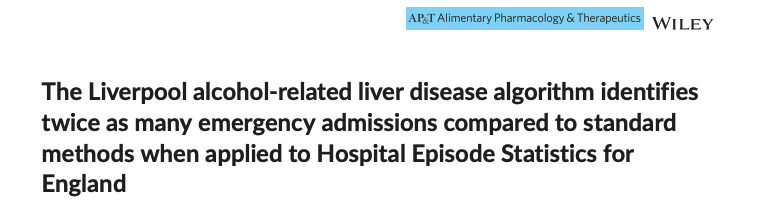 AP&T Alimentary Pharmacology & Therapeutics WILEY
The Liverpool alcohol-related liver disease algorithm identifies
twice as many emergency admissions compared to standard
methods when applied to Hospital Episode Statistics for
England